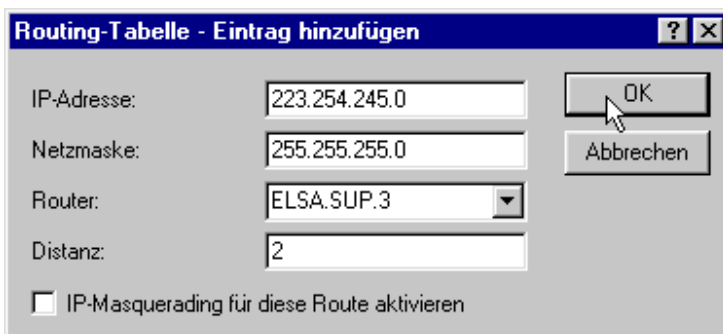 Routing-Tabelle - Eintrag hinzufügen
IP-Adresse: 223.254.245.0 OK
Netzmaske: 255.255.255.0 Abbrechen
Router: ELSA.SUP.3
Distanz: 2
IP-Masquerading für diese Route aktivieren